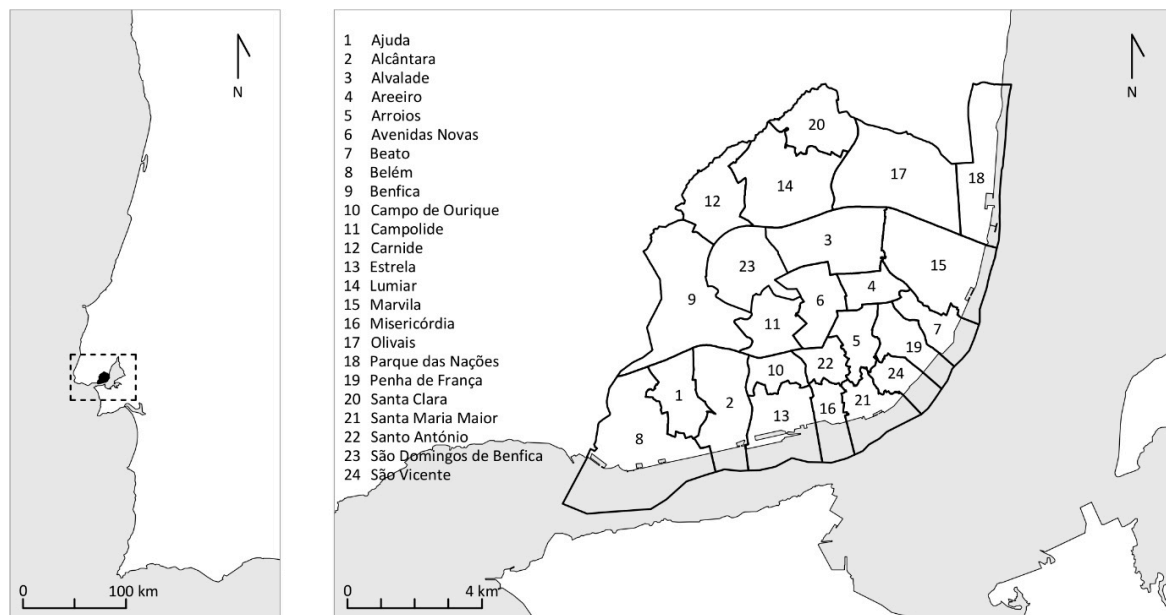 N
0
100 km
1 Ajuda
2 Alcântara
3 Alvalade
4 Areeiro
5 Arroios
6 Avenidas Novas
7 Beato
8 Belém
9 Benfica
10 Campo de Ourique
11 Campolide
12 Carnide
13 Estrela
14 Lumiar
15 Marvila
16 Misericórdia
17 Olivais
18 Parque das Nações
19 Penha de França
20 Santa Clara
21 Santa Maria Maior
22 Santo António
23 São Domingos de Benfica
24 São Vicente
N
20
17
18
14
12
3
23
15
9
6
4
11
7
5
19
22
10
24
1
2
21
13
16
8
0
4 km